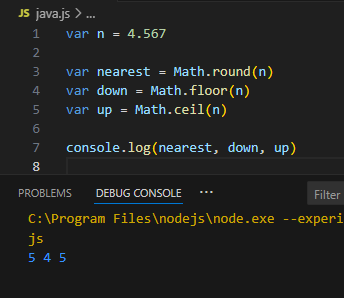 JS java.js > ...
1 var n = 4.567
2
3 var nearest = Math.round(n)
4 var down = Math.floor(n)
5 var up = Math.ceil(n)
6
7 console.log(nearest, down, up)
8
PROBLEMS DEBUG CONSOLE ... Filter
C:\Program Files\nodejs\node.exe --experi
js
5 4 5